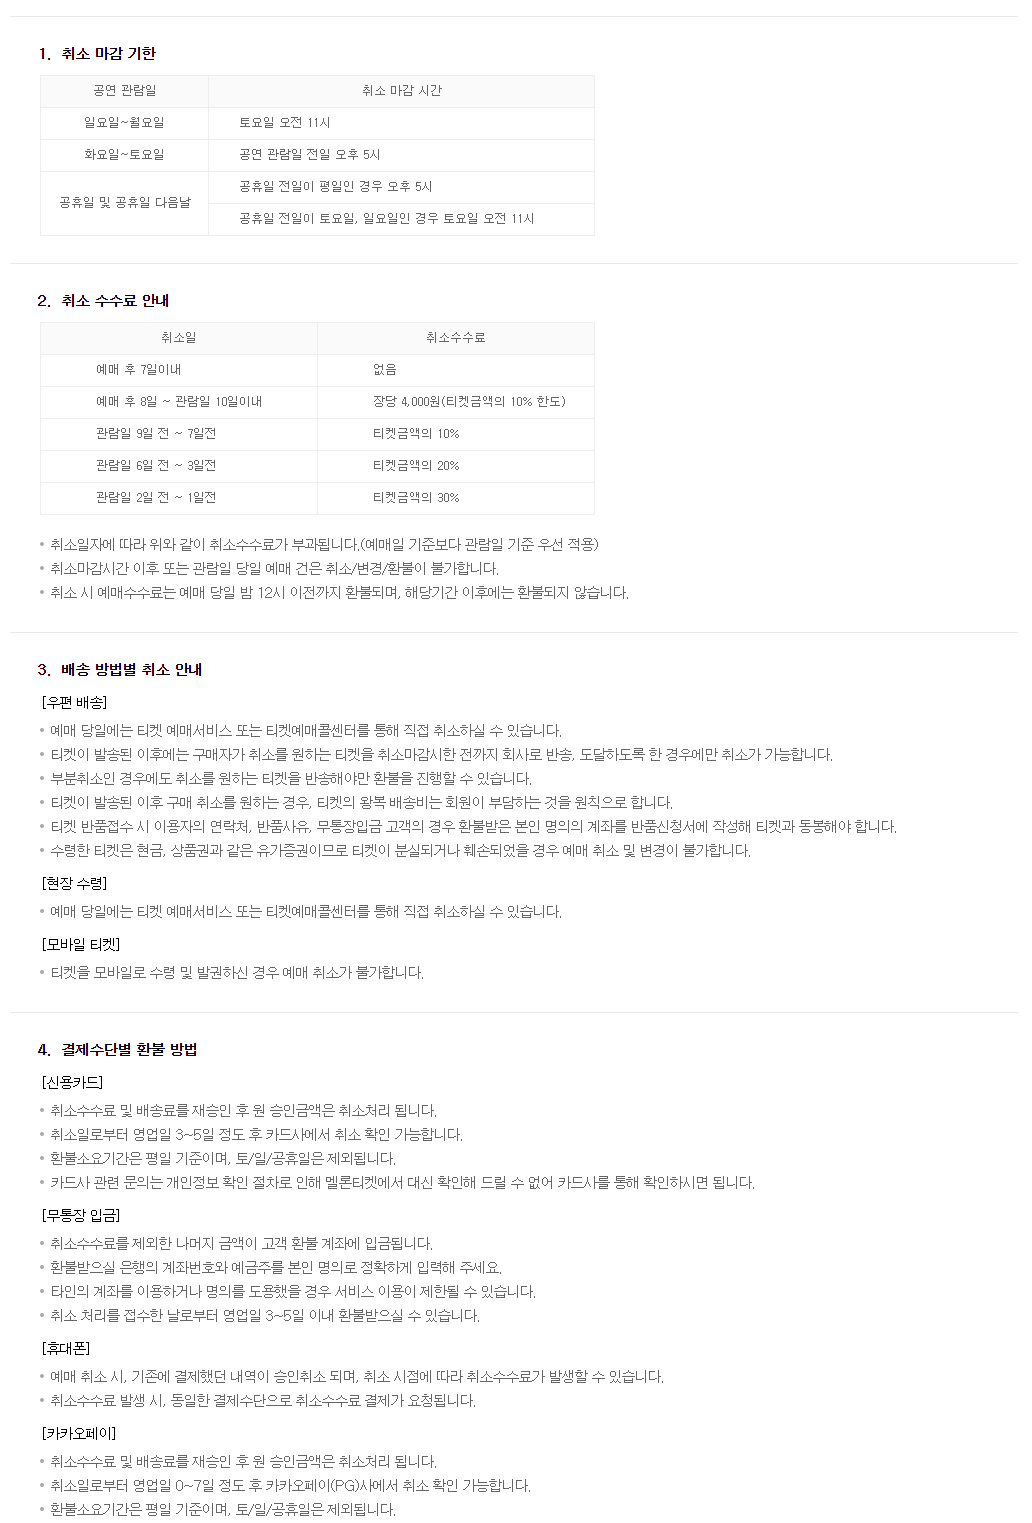 1. 취소 마감 기한
공연 관람일 취소 마감 시간
일요일~월요일 토요일 오전 11시
화요일~토요일 공연 관람일 전일 오후 5시
공휴일 및 공휴일 다음날 공휴일 전일이 평일인 경우 오후 5시
공휴일 전일이 토요일, 일요일인 경우 토요일 오전 11시
2. 취소 수수료 안내
취소일 취소수수료
예매 후 7일이내 없음
예매 후 8일 ~ 관람일 10일이내 장당 4,000원(티켓금액의 10% 한도)
관람일 9일 전 ~ 7일전 티켓금액의 10%
관람일 6일 전 ~ 3일전 티켓금액의 20%
관람일 2일 전 ~ 1일전 티켓금액의 30%
• 취소일자에 따라 위와 같이 취소수수료가 부과됩니다.(예매일 기준보다 관람일 기준 우선 적용)
• 취소마감시간 이후 또는 관람일 당일 예매 건은 취소/변경/환불이 불가합니다.
• 취소 시 예매수수료는 예매 당일 밤 12시 이전까지 환불되며, 해당기간 이후에는 환불되지 않습니다.
3. 배송 방법별 취소 안내
[우편 배송]
• 예매 당일에는 티켓 예매서비스 또는 티켓예매콜센터를 통해 직접 취소하실 수 있습니다.
• 티켓이 발송된 이후에는 구매자가 취소를 원하는 티켓을 취소마감시한 전까지 회사로 반송, 도달하도록 한 경우에만 취소가 가능합니다.
• 부분취소인 경우에도 취소를 원하는 티켓을 반송해야만 환불을 진행할 수 있습니다.
• 티켓이 발송된 이후 구매 취소를 원하는 경우, 티켓의 왕복 배송비는 회원이 부담하는 것을 원칙으로 합니다.
• 티켓 반품접수 시 이용자의 연락처, 반품사유, 무통장입금 고객의 경우 환불받은 본인 명의의 계좌를 반품신청서에 작성해 티켓과 동봉해야 합니다.
• 수령한 티켓은 현금, 상품권과 같은 유가증권이므로 티켓이 분실되거나 훼손되었을 경우 예매 취소 및 변경이 불가합니다.
[현장 수령]
• 예매 당일에는 티켓 예매서비스 또는 티켓예매콜센터를 통해 직접 취소하실 수 있습니다.
[모바일 티켓]
• 티켓을 모바일로 수령 및 발권하신 경우 예매 취소가 불가합니다.
4. 결제수단별 환불 방법
[신용카드]
• 취소수수료 및 배송료를 재승인 후 원 승인금액은 취소처리 됩니다.
• 취소일로부터 영업일 3~5일 정도 후 카드사에서 취소 확인 가능합니다.
• 환불소요기간은 평일 기준이며, 토/일/공휴일은 제외됩니다.
• 카드사 관련 문의는 개인정보 확인 절차로 인해 멜론티켓에서 대신 확인해 드릴 수 없어 카드사를 통해 확인하시면 됩니다.
[무통장 입금]
• 취소수수료를 제외한 나머지 금액이 고객 환불 계좌에 입금됩니다.
• 환불받으실 은행의 계좌번호와 예금주를 본인 명의로 정확하게 입력해 주세요.
• 타인의 계좌를 이용하거나 명의를 도용했을 경우 서비스 이용이 제한될 수 있습니다.
• 취소 처리를 접수한 날로부터 영업일 3~5일 이내 환불받으실 수 있습니다.
[휴대폰]
• 예매 취소 시, 기존에 결제했던 내역이 승인취소 되며, 취소 시점에 따라 취소수수료가 발생할 수 있습니다.
• 취소수수료 발생 시, 동일한 결제수단으로 취소수수료 결제가 요청됩니다.
[카카오페이]
• 취소수수료 및 배송료를 재승인 후 원 승인금액은 취소처리 됩니다.
• 취소일로부터 영업일 0~7일 정도 후 카카오페이(PG)사에서 취소 확인 가능합니다.
• 환불소요기간은 평일 기준이며, 토/일/공휴일은 제외됩니다.